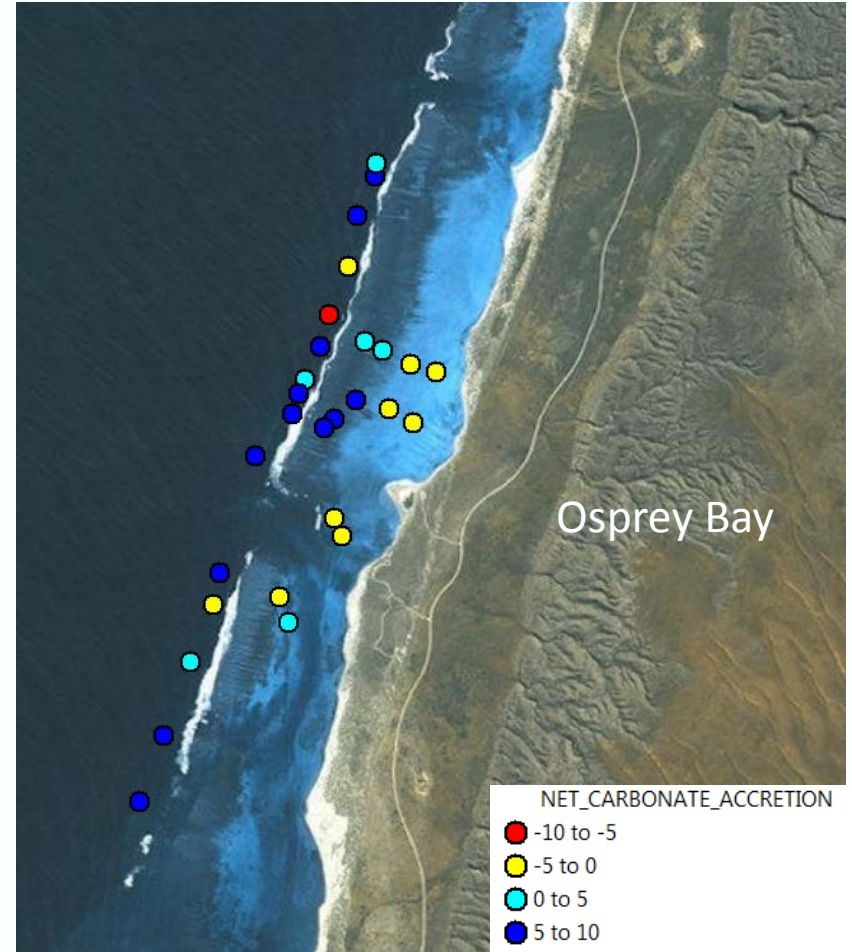 Osprey Bay
NET_CARBONATE_ACCRETION
-10 to -5
-5 to 0
0 to 5
5 to 10